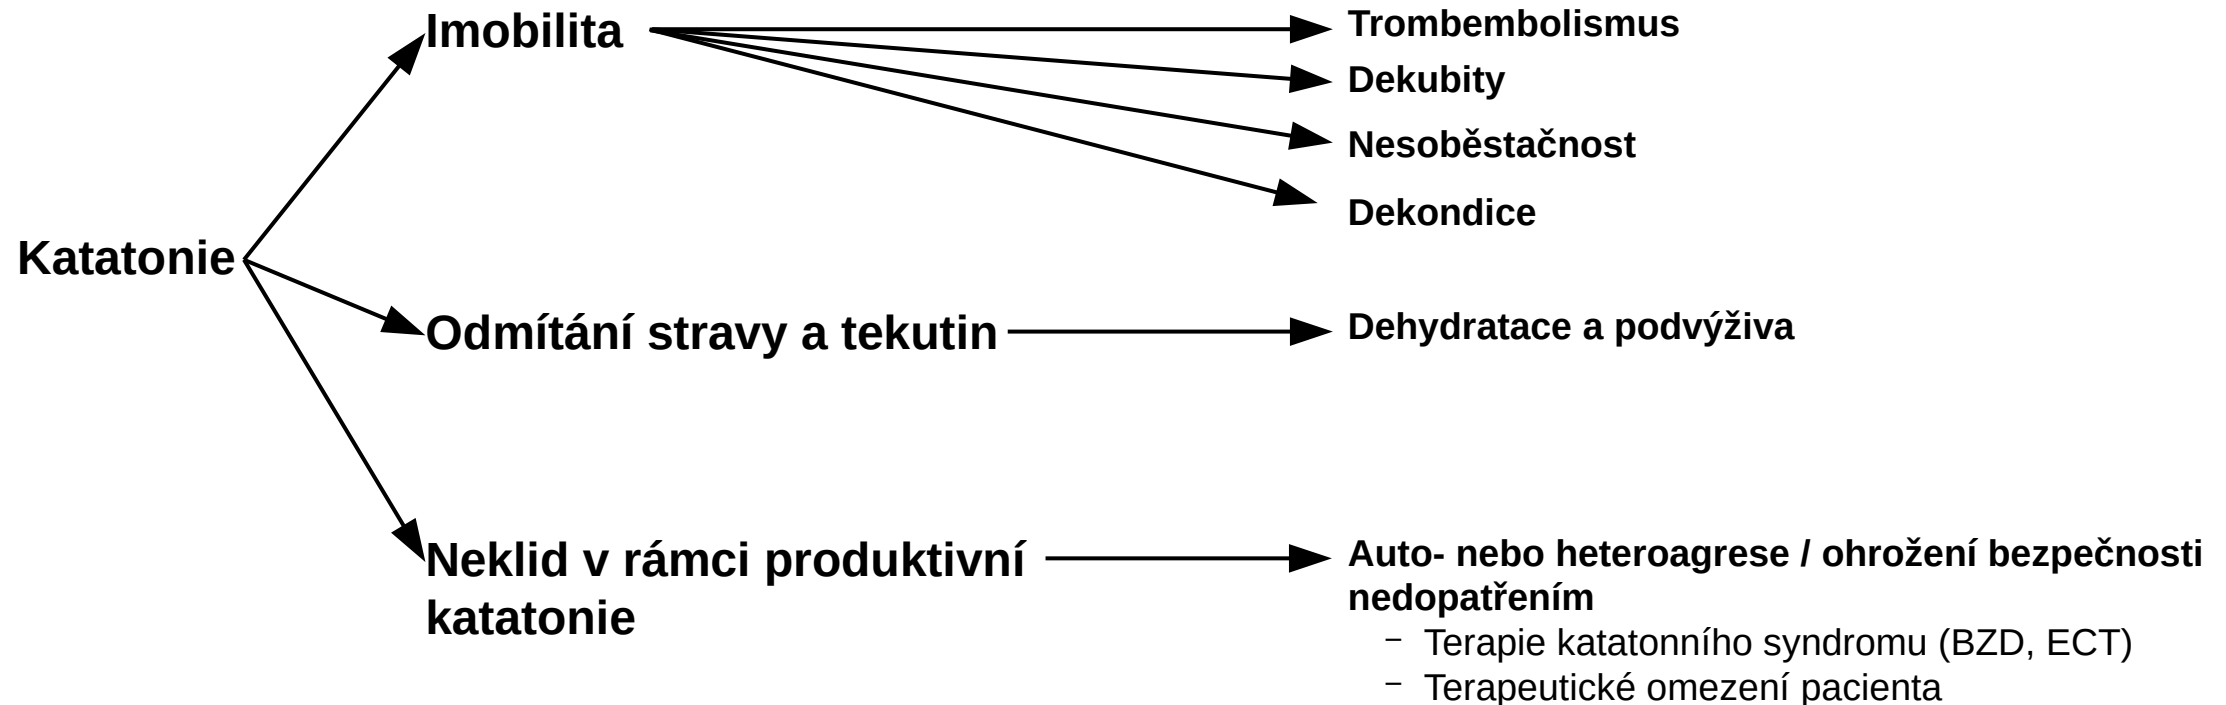 Imobilita
Trombembolismus
Dekubity
Nesoběstačnost
Dekondice
Katatonie
Odmítání stravy a tekutin
Dehydratace a podvýživa
Neklid v rámci produktivní
katatonie
Auto- nebo heteroagrese / ohrožení bezpečnosti
nedopatřením
– Terapie katatonního syndromu (BZD, ECT)
– Terapeutické omezení pacienta